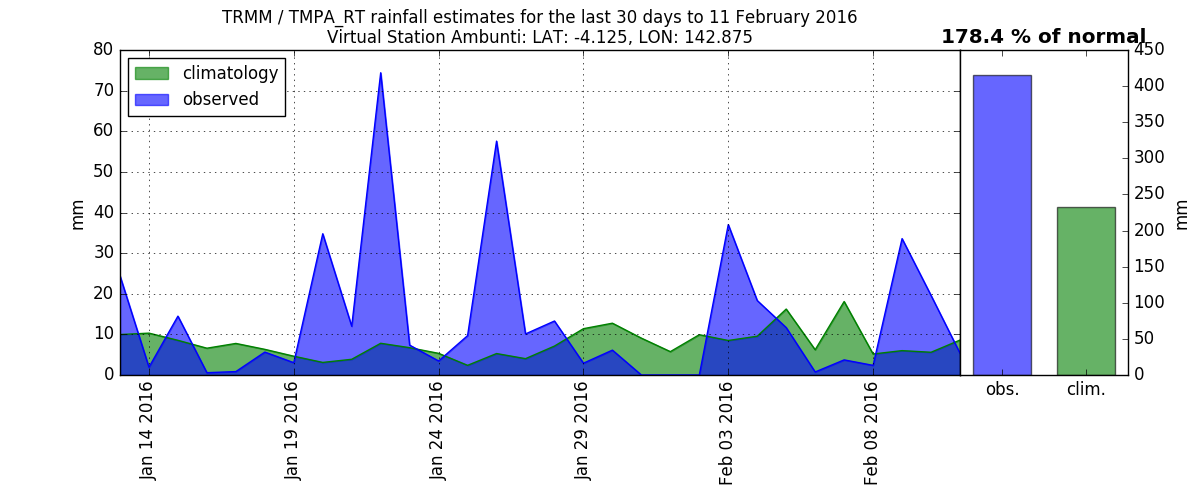 TRMM / TMPA_RT rainfall estimates for the last 30 days to 11 February 2016
Virtual Station Ambunti: LAT: -4.125, LON: 142.875
178.4 % of normal
climatology
observed
80
70
60
50
40
30
20
10
0
mm
Jan 14 2016
Jan 19 2016
Jan 24 2016
Jan 29 2016
Feb 03 2016
Feb 08 2016
obs.
clim.
450
400
350
300
250
200
150
100
50
0
mm